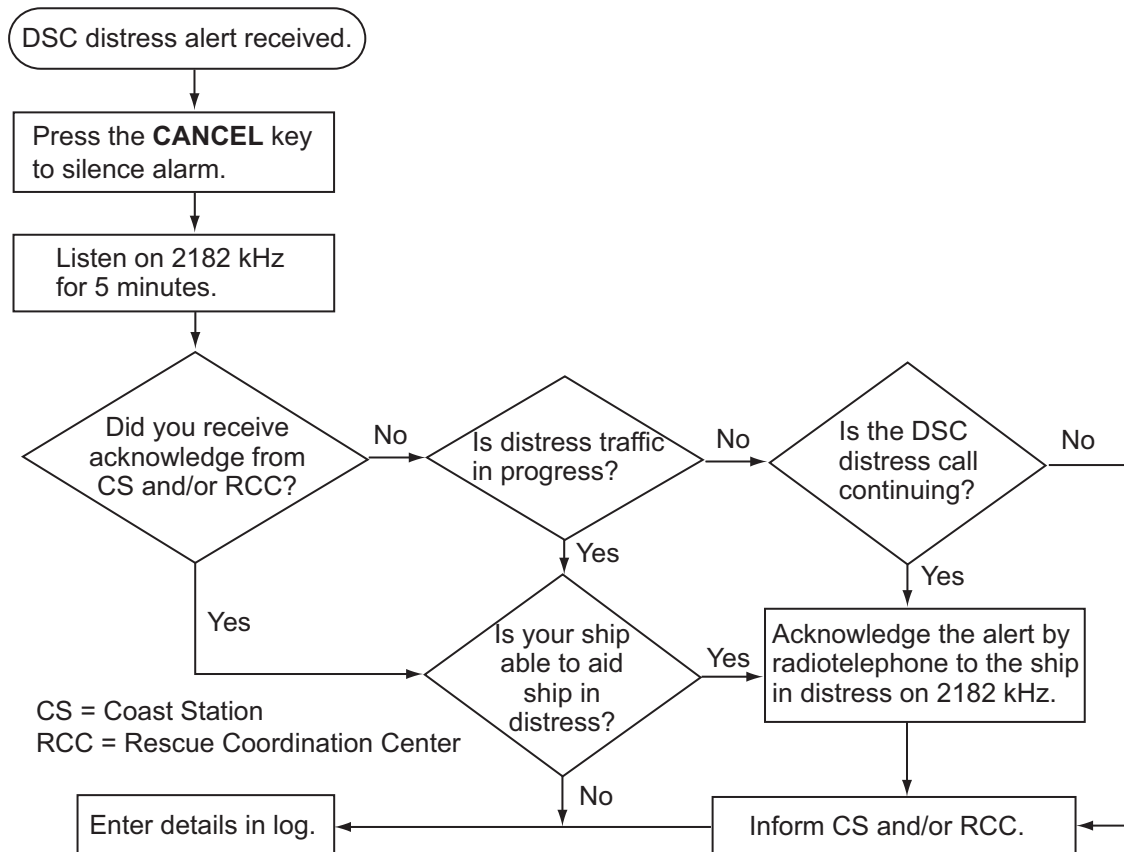 DSC distress alert received.
Press the CANCEL key
to silence alarm.
Listen on 2182 kHz
for 5 minutes.
Did you receive
acknowledge from
CS and/or RCC?
No
Is distress traffic
in progress?
No
Is the DSC
distress call
continuing?
No
Yes
Yes
Yes
Is your ship
able to aid
ship in
distress?
Yes
Acknowledge the alert by
radiotelephone to the ship
in distress on 2182 kHz.
CS = Coast Station
RCC = Rescue Coordination Center
No
Enter details in log.
Inform CS and/or RCC.